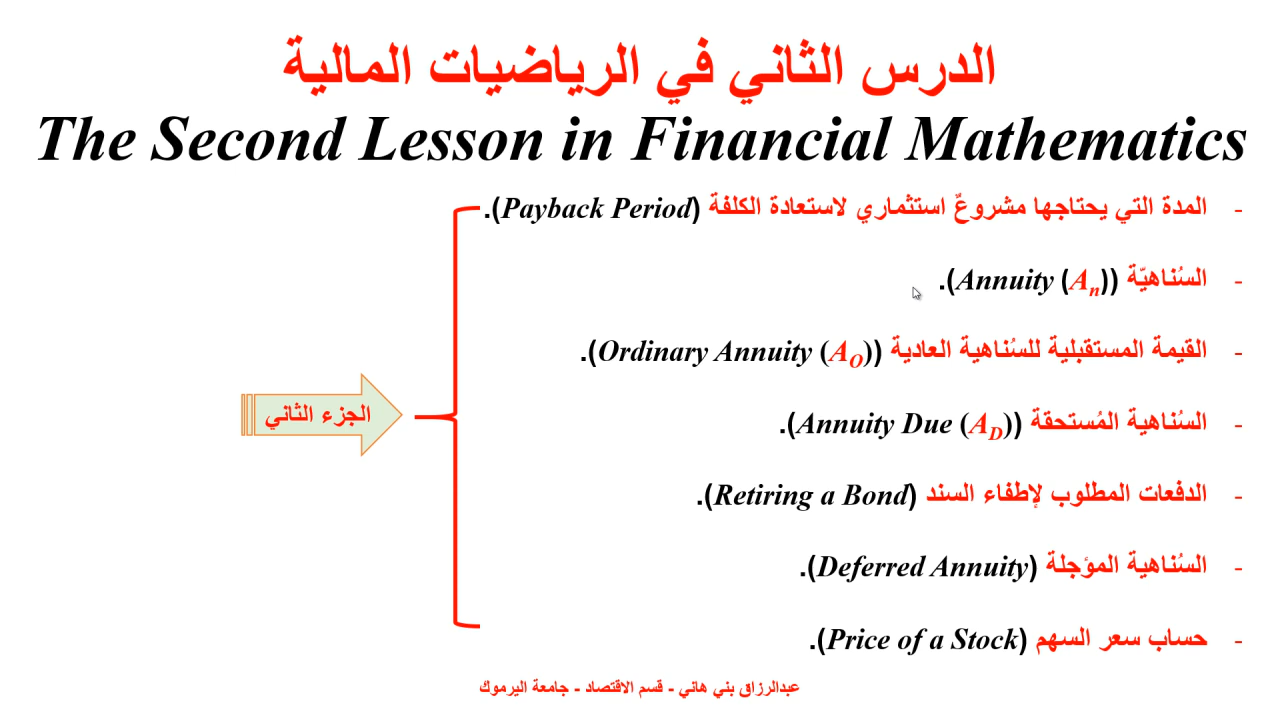 الدرس الثاني في الرياضيات المالية
The Second Lesson in Financial Mathematics
- المدة التي يحتاجها مشروعٌ استثماري لاستعادة الكلفة (Payback Period).
- السُناهيّة (Annuity (An)).
- القيمة المستقبلية للسُناهية العادية (Ordinary Annuity (AO)).
- السُناهية المُستحقة (Annuity Due (AD)).
- الدفعات المطلوب لإطفاء السند (Retiring a Bond).
- السُناهية المؤجلة (Deferred Annuity).
- حساب سعر السهم (Price of a Stock).
الجزء الثاني
عبدالرزاق بني هاني - قسم الاقتصاد - جامعة اليرموك